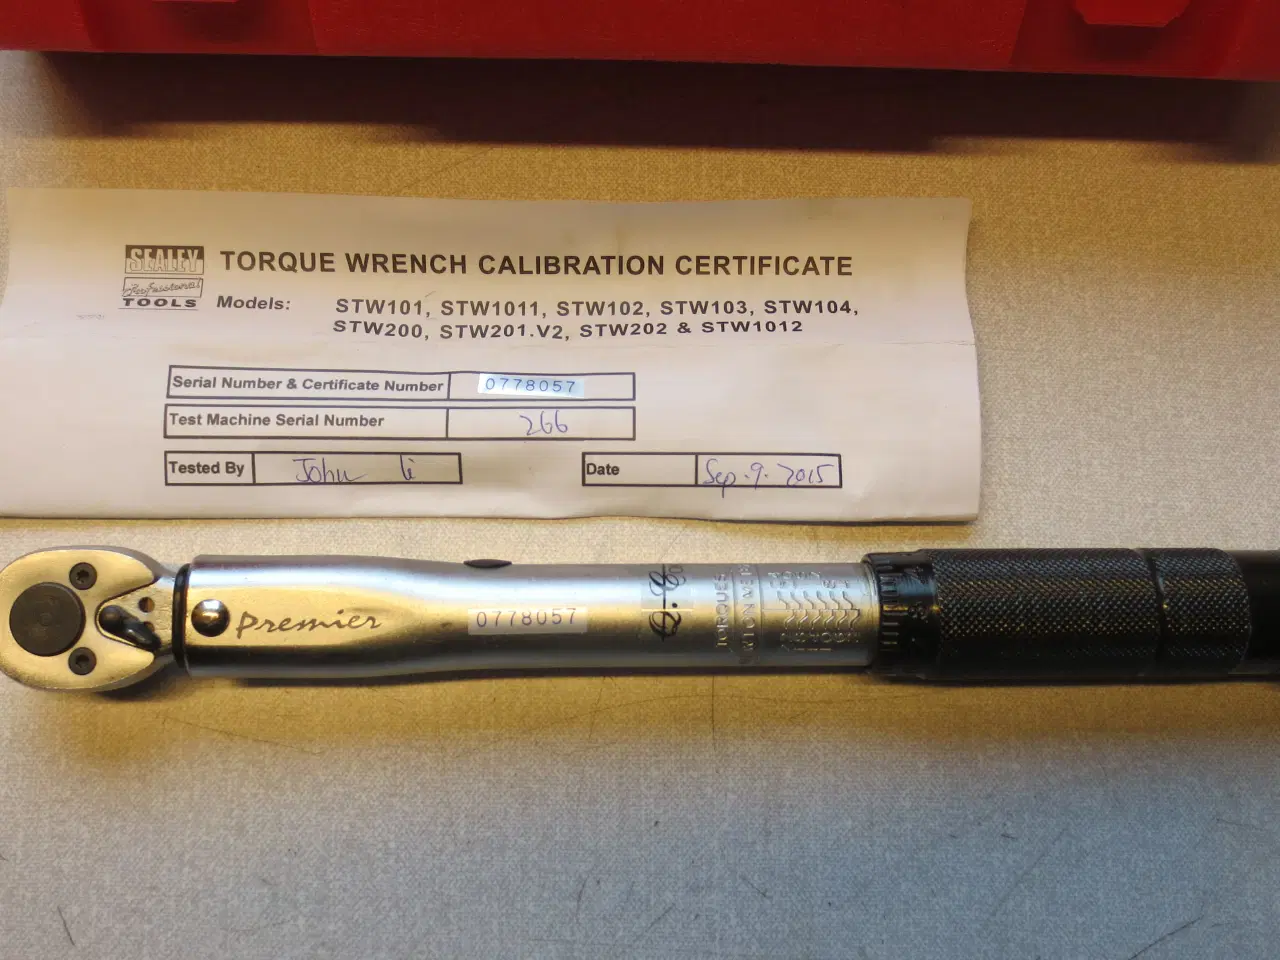 SEALEY
Professional
TOOLS
TORQUE WRENCH CALIBRATION CERTIFICATE
Models: STW101, STW1011, STW102, STW103, STW104,
STW200, STW201.V2, STW202 & STW1012
Serial Number & Certificate Number 0778057
Test Machine Serial Number 266
Tested By John li
Date Sep. 9. 2015
Premier
0778057
TORQUES